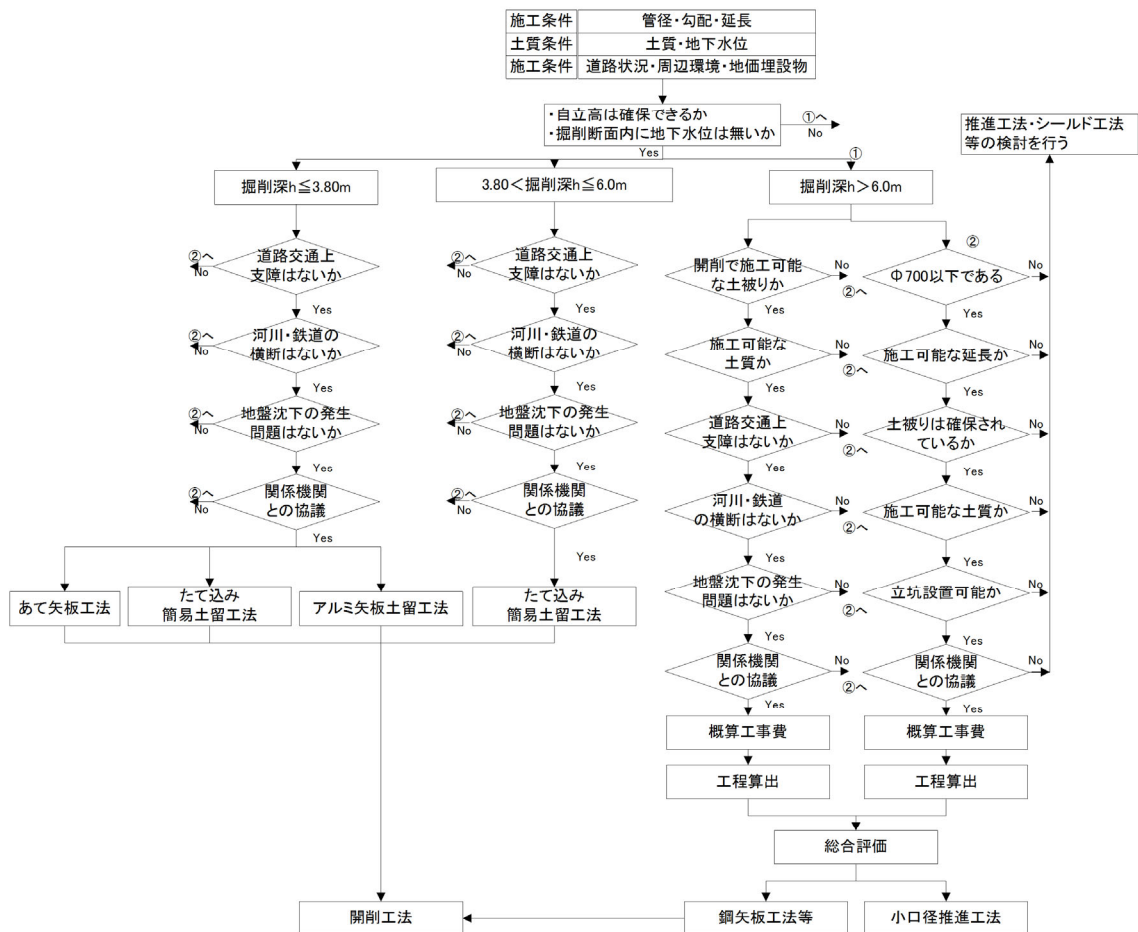 施工条件 管径・勾配・延長
土質条件 土質・地下水位
施工条件 道路状況・周辺環境・地価埋設物
・自立高は確保できるか
・掘削断面内に地下水位は無いか
①へ
No
Yes
①
推進工法・シールド工法
等の検討を行う
掘削深h≦3.80m
道路交通上
支障はないか
②へ
No
Yes
河川・鉄道の
横断はないか
②へ
No
Yes
地盤沈下の発生
問題はないか
②へ
No
Yes
関係機関
との協議
②へ
No
Yes
あて矢板工法
たて込み
簡易土留工法
アルミ矢板土留工法
3.80<掘削深h≦6.0m
道路交通上
支障はないか
②へ
No
Yes
河川・鉄道の
横断はないか
②へ
No
Yes
地盤沈下の発生
問題はないか
②へ
No
Yes
関係機関
との協議
②へ
No
Yes
たて込み
簡易土留工法
掘削深h>6.0m
開削で施工可能
な土被りか
No
②へ
Yes
施工可能な
土質か
No
②へ
Yes
道路交通上
支障はないか
No
②へ
Yes
河川・鉄道
の横断はないか
No
②へ
Yes
地盤沈下の発生
問題はないか
No
②へ
Yes
関係機関
との協議
No
②へ
Yes
概算工事費
工程算出
②
Φ700以下である
No
Yes
施工可能な延長か
No
Yes
土被りは確保され
ているか
No
Yes
施工可能な土質か
No
Yes
立坑設置可能か
No
Yes
関係機関
との協議
No
Yes
概算工事費
工程算出
総合評価
開削工法
鋼矢板工法等
小口径推進工法